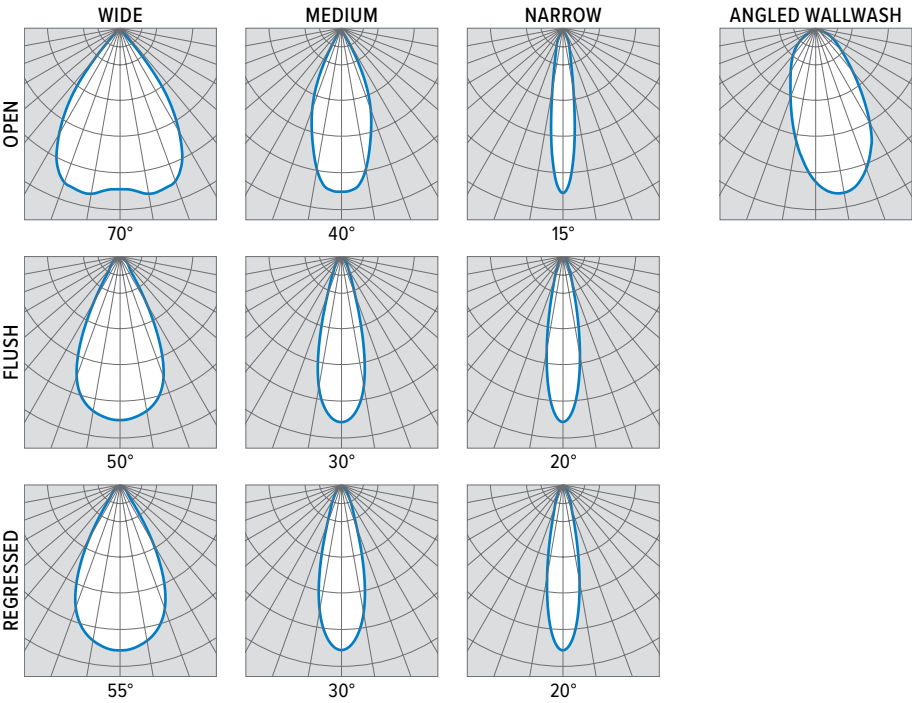 WIDE
MEDIUM
NARROW
ANGLED WALLWASH
OPEN
70°
40°
15°
FLUSH
50°
30°
20°
REGRESSED
55°
30°
20°